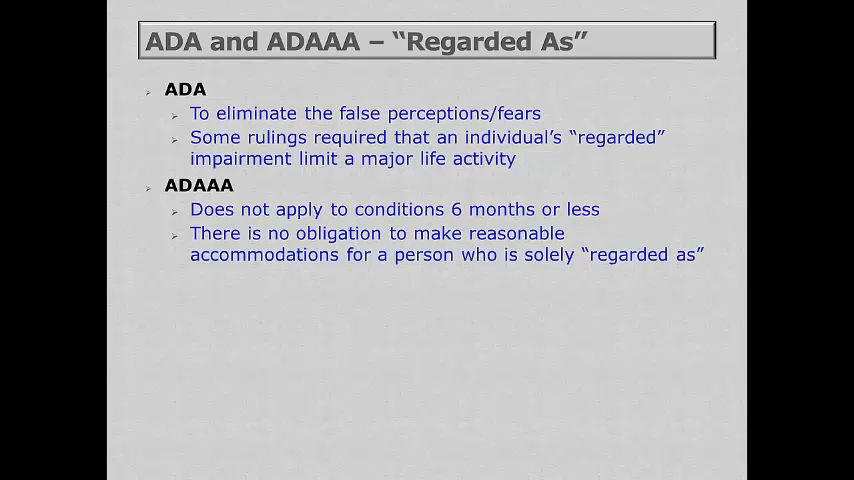 ADA and ADAAA – “Regarded As”
ADA
To eliminate the false perceptions/fears
Some rulings required that an individual’s “regarded”
impairment limit a major life activity
ADAAA
Does not apply to conditions 6 months or less
There is no obligation to make reasonable
accommodations for a person who is solely “regarded as”